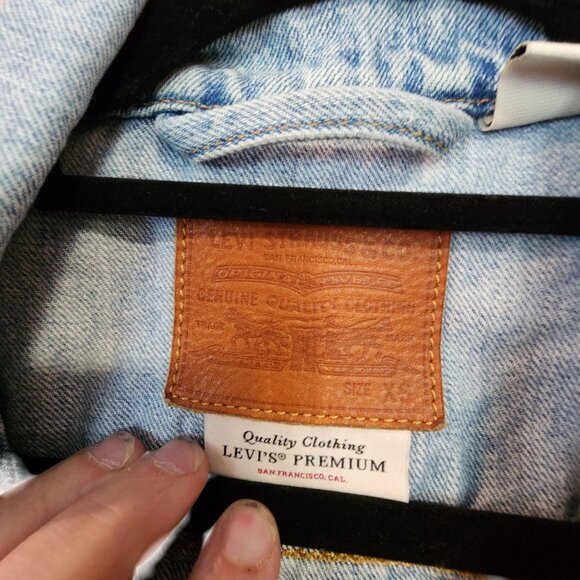 LEVI STRAUSS & CO
SAN FRANCISCO CAL
ORIGINAL RIVETED
GENUINE QUALITY CLOTHING
TRADE MARK
SIZE XS
Quality Clothing
LEVI'S® PREMIUM
SAN FRANCISCO, CAL.